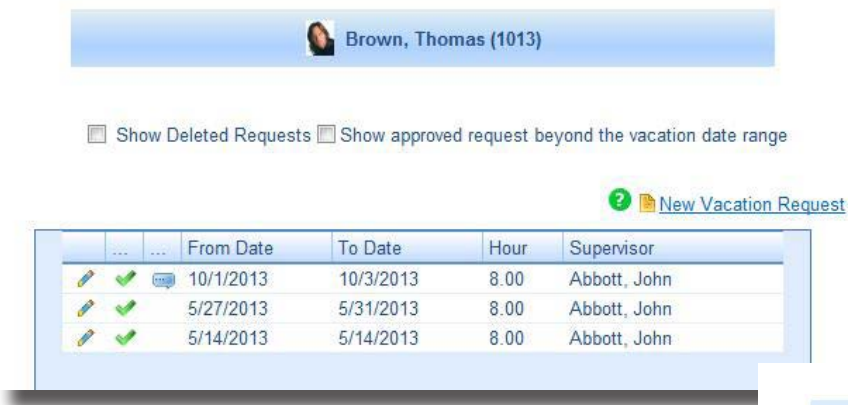 Brown, Thomas (1013)
Show Deleted Requests Show approved request beyond the vacation date range
? New Vacation Request
... ... From Date To Date Hour Supervisor
10/1/2013 10/3/2013 8.00 Abbott, John
5/27/2013 5/31/2013 8.00 Abbott, John
5/14/2013 5/14/2013 8.00 Abbott, John